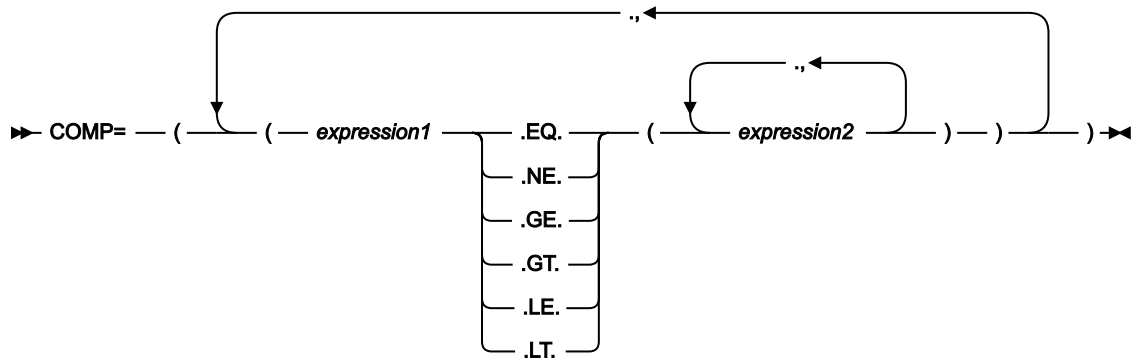 .,
.,
COMP= ( ( expression1 .EQ. ( expression2 ) ) )
.NE.
.GE.
.GT.
.LE.
.LT.